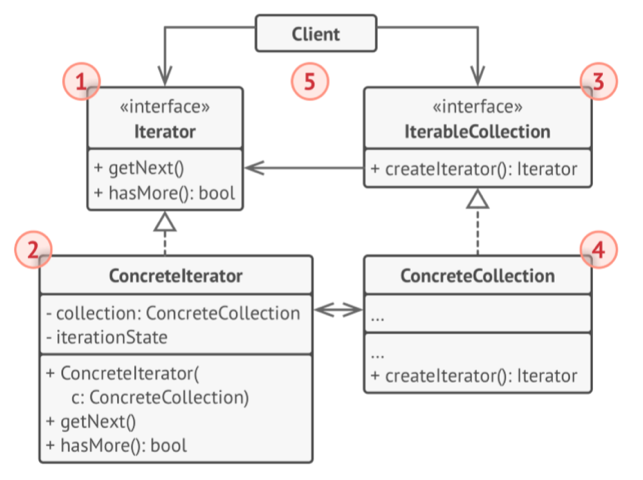 Client
1
5
3
«interface»
Iterator
+ getNext()
+ hasMore(): bool
«interface»
IterableCollection
+ createIterator(): Iterator
2
ConcreteIterator
- collection: ConcreteCollection
- iterationState
+ ConcreteIterator(
c: ConcreteCollection)
+ getNext()
+ hasMore(): bool
4
ConcreteCollection
...
...
+ createIterator(): Iterator